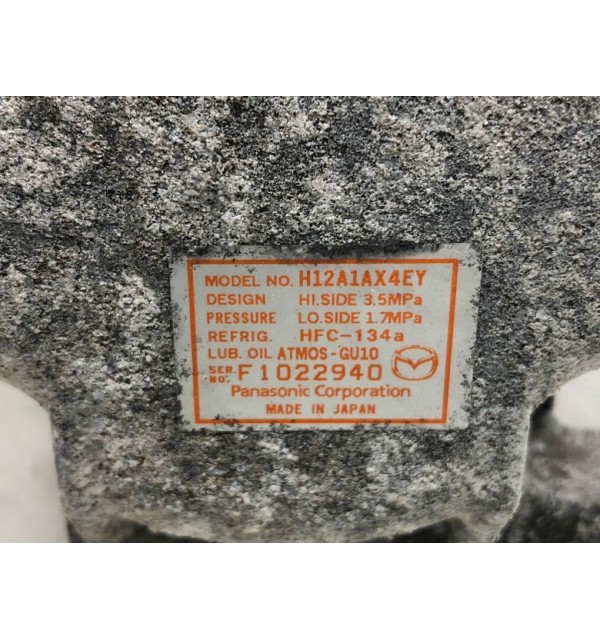 MODEL NO. H12A1AX4EY
DESIGN HI.SIDE 3.5MPa
PRESSURE LO.SIDE 1.7MPa
REFRIG. HFC-134a
LUB. OIL ATMOS-GU10
SER. NO. F1022940
Panasonic Corporation
MADE IN JAPAN